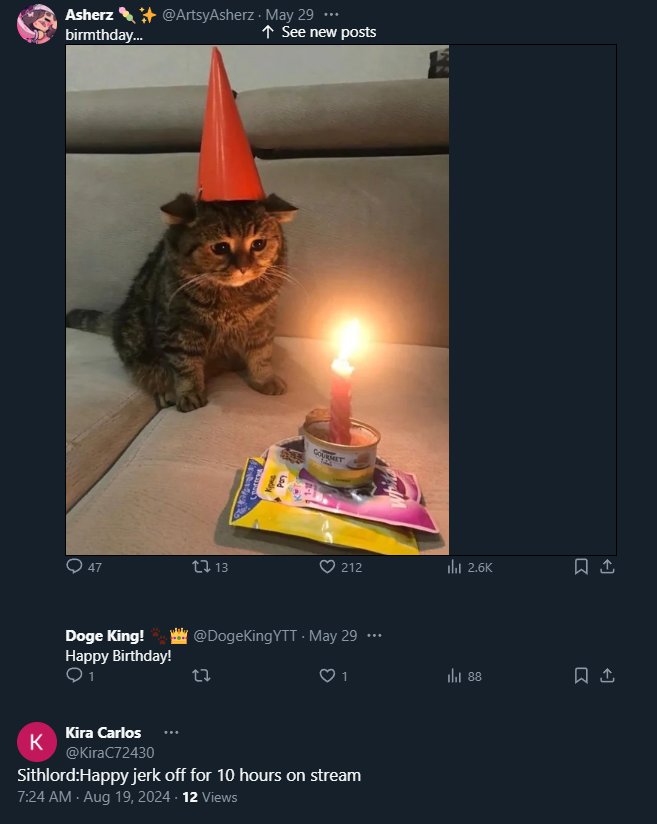 Asherz 🍬✨ @ArtsyAsherz · May 29 ···
birmthday...
↑ See new posts
GOURMET
47 13 212 2.6K
Doge King! 🐾👑 @DogeKingYTT · May 29 ···
Happy Birthday!
1 1 88
K
Kira Carlos ···
@KiraC72430
Sithlord:Happy jerk off for 10 hours on stream
7:24 AM · Aug 19, 2024 · 12 Views